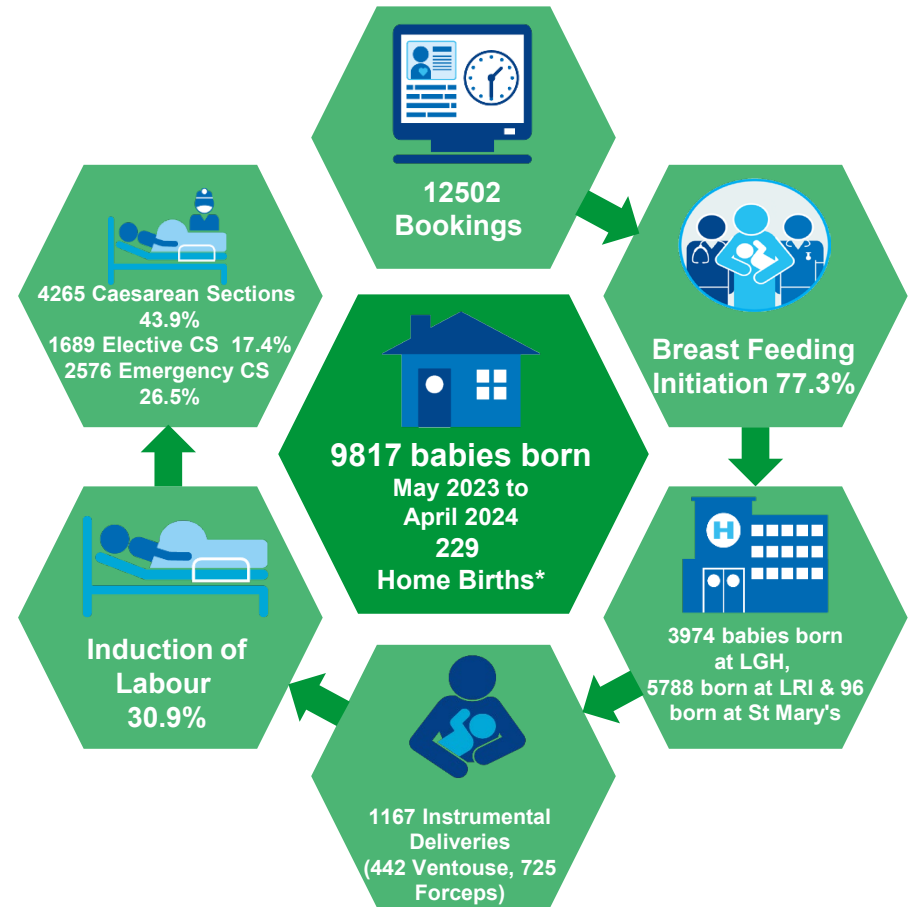 12502
Bookings
Breast Feeding
Initiation 77.3%
3974 babies born
at LGH,
5788 born at LRI & 96
born at St Mary's
1167 Instrumental
Deliveries
(442 Ventouse, 725
Forceps)
Induction of
Labour
30.9%
4265 Caesarean Sections
43.9%
1689 Elective CS 17.4%
2576 Emergency CS
26.5%
9817 babies born
May 2023 to
April 2024
229
Home Births*
H